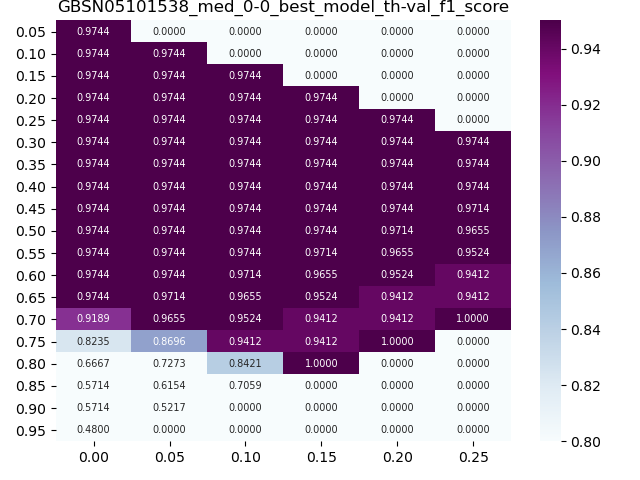 GBSN05101538_med_0-0_best_model_th-val_f1_score
0.05 0.9744 0.0000 0.0000 0.0000 0.0000 0.0000
0.10 0.9744 0.9744 0.0000 0.0000 0.0000 0.0000
0.15 0.9744 0.9744 0.9744 0.0000 0.0000 0.0000
0.20 0.9744 0.9744 0.9744 0.9744 0.0000 0.0000
0.25 0.9744 0.9744 0.9744 0.9744 0.9744 0.0000
0.30 0.9744 0.9744 0.9744 0.9744 0.9744 0.9744
0.35 0.9744 0.9744 0.9744 0.9744 0.9744 0.9744
0.40 0.9744 0.9744 0.9744 0.9744 0.9744 0.9744
0.45 0.9744 0.9744 0.9744 0.9744 0.9744 0.9714
0.50 0.9744 0.9744 0.9744 0.9744 0.9714 0.9655
0.55 0.9744 0.9744 0.9744 0.9714 0.9655 0.9524
0.60 0.9744 0.9744 0.9714 0.9655 0.9524 0.9412
0.65 0.9744 0.9714 0.9655 0.9524 0.9412 0.9412
0.70 0.9189 0.9655 0.9524 0.9412 0.9412 1.0000
0.75 0.8235 0.8696 0.9412 0.9412 1.0000 0.0000
0.80 0.6667 0.7273 0.8421 1.0000 0.0000 0.0000
0.85 0.5714 0.6154 0.7059 0.0000 0.0000 0.0000
0.90 0.5714 0.5217 0.0000 0.0000 0.0000 0.0000
0.95 0.4800 0.0000 0.0000 0.0000 0.0000 0.0000
0.00 0.05 0.10 0.15 0.20 0.25
0.94
0.92
0.90
0.88
0.86
0.84
0.82
0.80